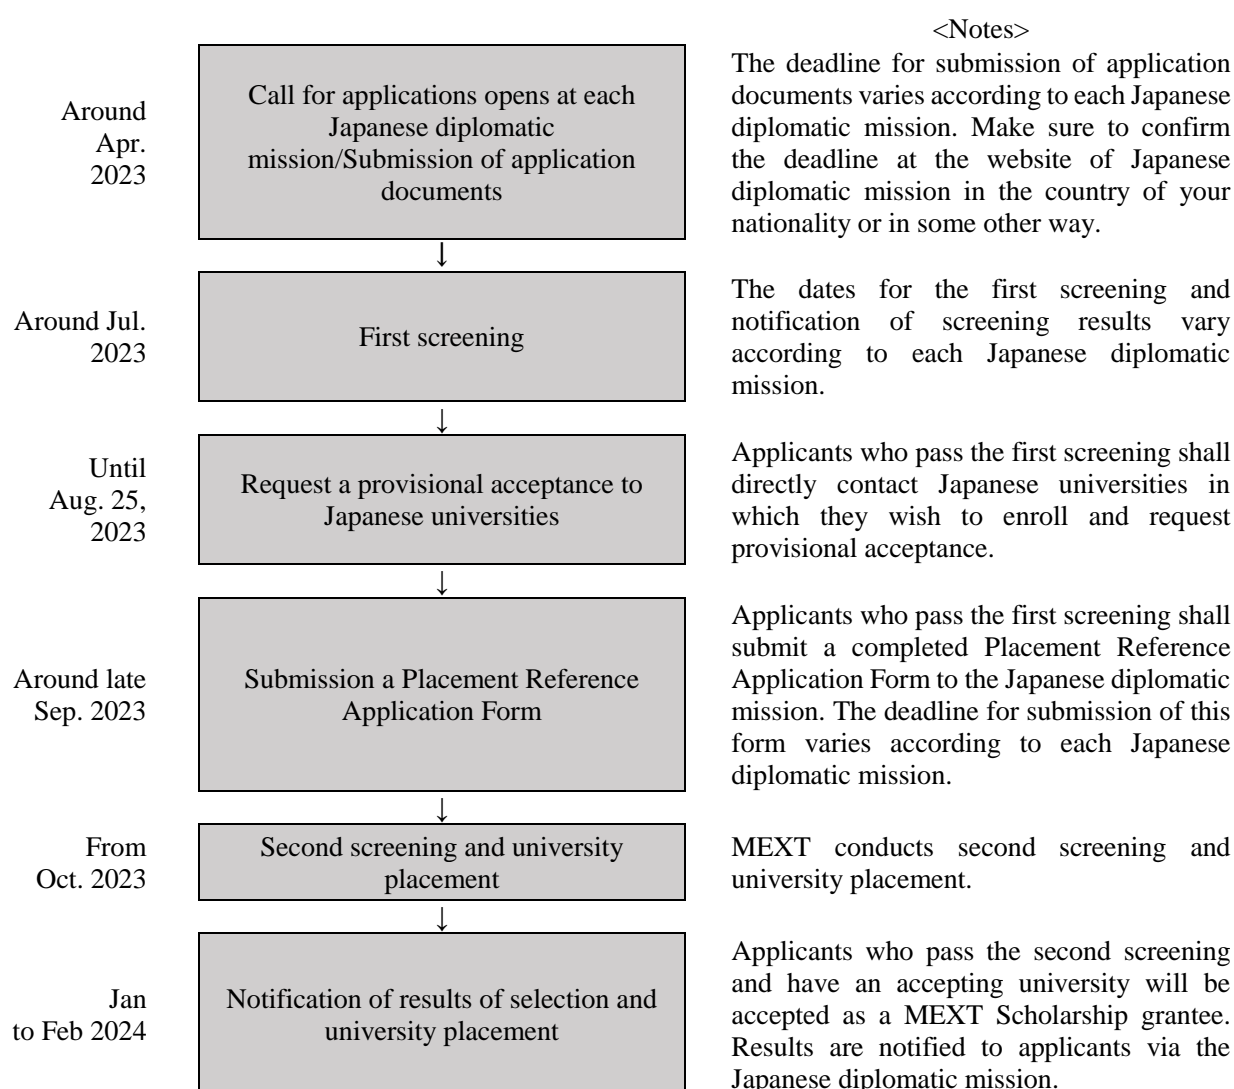 <Notes>
Around
Apr.
2023
Call for applications opens at each
Japanese diplomatic
mission/Submission of application
documents
The deadline for submission of application
documents varies according to each Japanese
diplomatic mission. Make sure to confirm
the deadline at the website of Japanese
diplomatic mission in the country of your
nationality or in some other way.
↓
Around Jul.
2023
First screening
The dates for the first screening and
notification of screening results vary
according to each Japanese diplomatic
mission.
↓
Until
Aug. 25,
2023
Request a provisional acceptance to
Japanese universities
Applicants who pass the first screening shall
directly contact Japanese universities in
which they wish to enroll and request
provisional acceptance.
↓
Around late
Sep. 2023
Submission a Placement Reference
Application Form
Applicants who pass the first screening shall
submit a completed Placement Reference
Application Form to the Japanese diplomatic
mission. The deadline for submission of this
form varies according to each Japanese
diplomatic mission.
↓
From
Oct. 2023
Second screening and university
placement
MEXT conducts second screening and
university placement.
↓
Jan
to Feb 2024
Notification of results of selection and
university placement
Applicants who pass the second screening
and have an accepting university will be
accepted as a MEXT Scholarship grantee.
Results are notified to applicants via the
Japanese diplomatic mission.